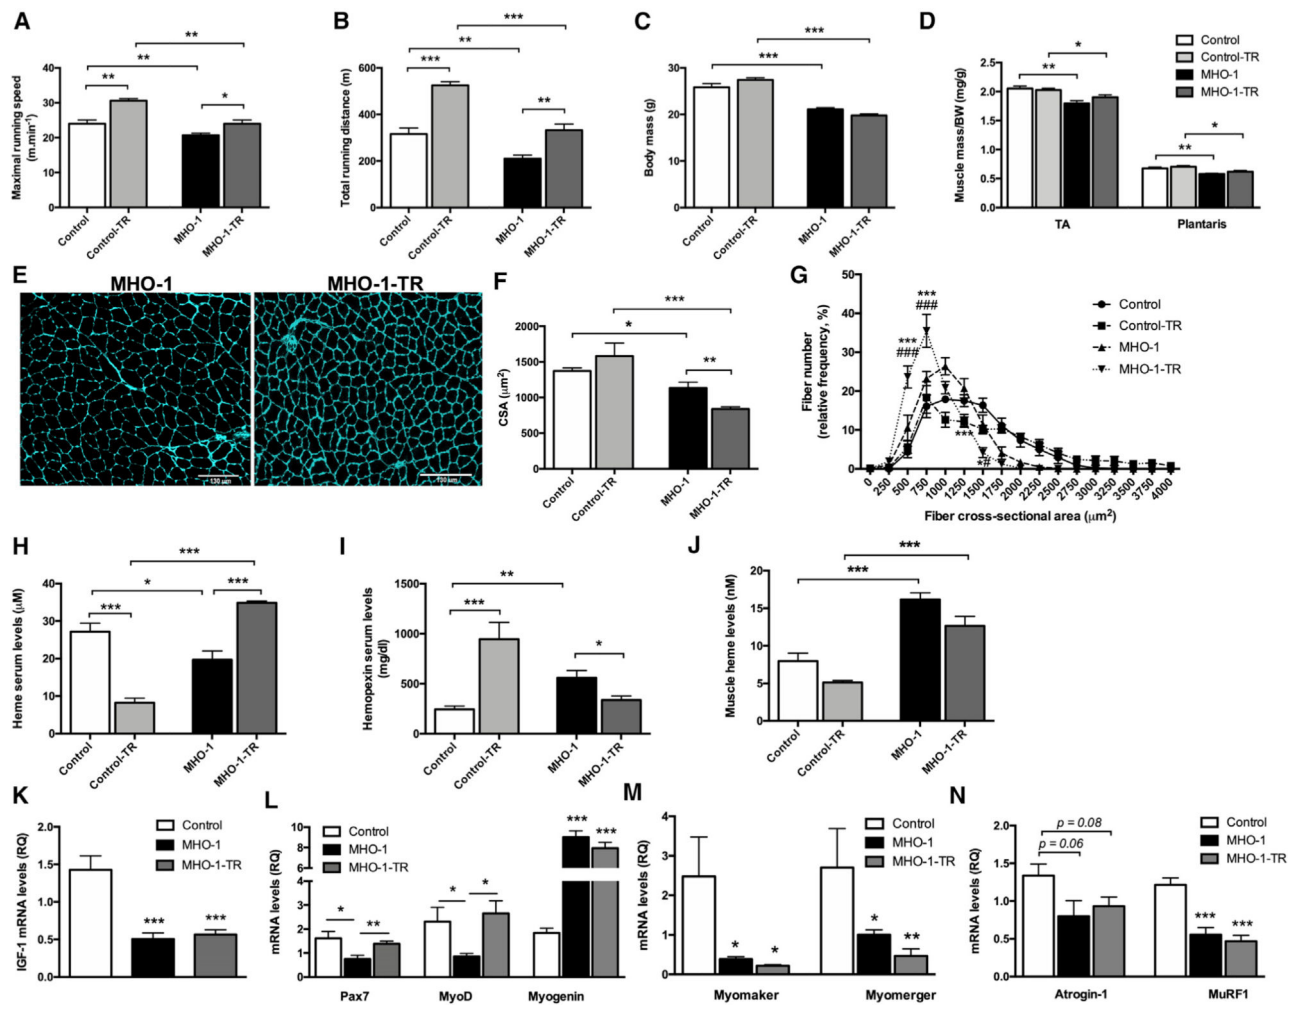 A
**
**
**
*
Maximal running speed
(m.min-1)
40
30
20
10
0
Control
Control-TR
MHO-1
MHO-1-TR
B
***
**
***
**
Total running distance (m)
600
400
200
0
Control
Control-TR
MHO-1
MHO-1-TR
C
***
***
Body mass (g)
30
20
10
0
Control
Control-TR
MHO-1
MHO-1-TR
D
Control
Control-TR
MHO-1
MHO-1-TR
*
**
*
**
Muscle mass/BW (mg/g)
2.5
2.0
1.5
1.0
0.5
0.0
TA
Plantaris
E
MHO-1
MHO-1-TR
130 µm
130 µm
F
***
*
**
CSA (µm2)
2000
1500
1000
500
0
Control
Control-TR
MHO-1
MHO-1-TR
G
Fiber number
(relative frequency, %)
50
40
30
20
10
0
***
###
***
###
***
*#
Control
Control-TR
MHO-1
MHO-1-TR
0 250 500 750 1000 1250 1500 1750 2000 2250 2500 2750 3000 3250 3500 3750 4000
Fiber cross-sectional area (µm2)
H
***
*
***
***
Heme serum levels (µM)
40
30
20
10
0
Control
Control-TR
MHO-1
MHO-1-TR
I
**
***
*
Hemopexin serum levels
(mg/dl)
1500
1000
500
0
Control
Control-TR
MHO-1
MHO-1-TR
J
***
***
Muscle heme levels (nM)
20
15
10
5
0
Control
Control-TR
MHO-1
MHO-1-TR
K
Control
MHO-1
MHO-1-TR
IGF-1 mRNA levels (RQ)
2.0
1.5
1.0
0.5
0.0
***
***
L
Control
MHO-1
MHO-1-TR
mRNA levels (RQ)
10
8
6
4
3
2
1
0
*
**
*
*
***
***
Pax7
MyoD
Myogenin
M
Control
MHO-1
MHO-1-TR
mRNA levels (RQ)
4
3
2
1
0
*
*
*
**
Myomaker
Myomerger
N
Control
MHO-1
MHO-1-TR
p = 0.08
p = 0.06
mRNA levels (RQ)
2.0
1.5
1.0
0.5
0.0
***
***
Atrogin-1
MuRF1